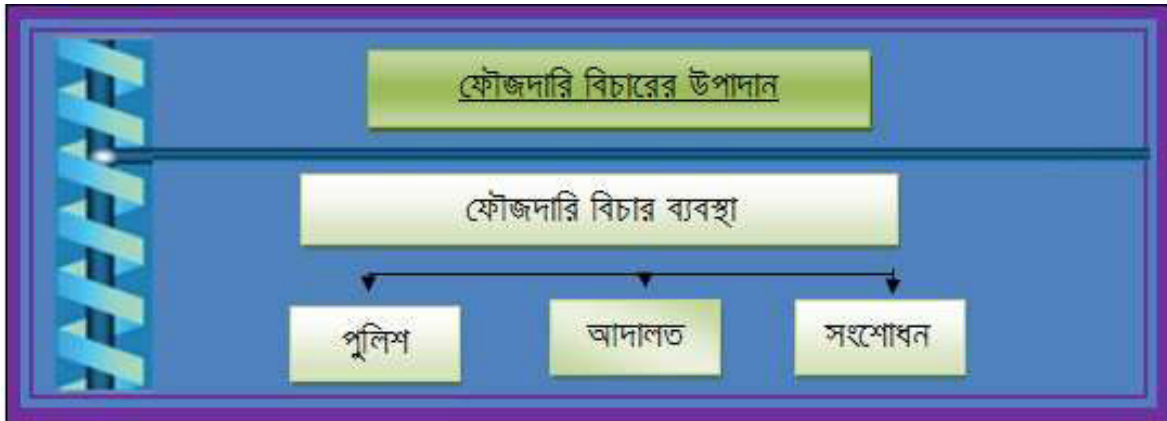 ফৌজদারি বিচারের উপাদান
ফৌজদারি বিচার ব্যবস্থা
পুলিশ
আদালত
সংশোধন